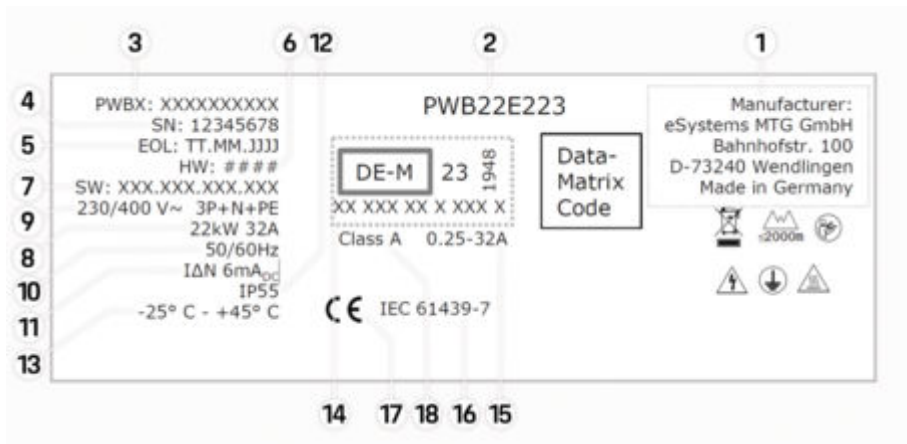 3 6 12 2 1
4
5
7
9
8
10
11
13
PWBX: XXXXXXXXXX
SN: 12345678
EOL: TT.MM.JJJJ
HW: ####
SW: XXX.XXX.XXX.XXX
230/400 V~ 3P+N+PE
22kW 32A
50/60Hz
IΔN 6mADC
IP55
-25° C - +45° C
PWB22E223
DE-M 23 1948
XX XXX XX X XXX X
Class A 0.25-32A
CE IEC 61439-7
Data-
Matrix
Code
Manufacturer:
eSystems MTG GmbH
Bahnhofstr. 100
D-73240 Wendlingen
Made in Germany
≤2000m
14 17 18 16 15